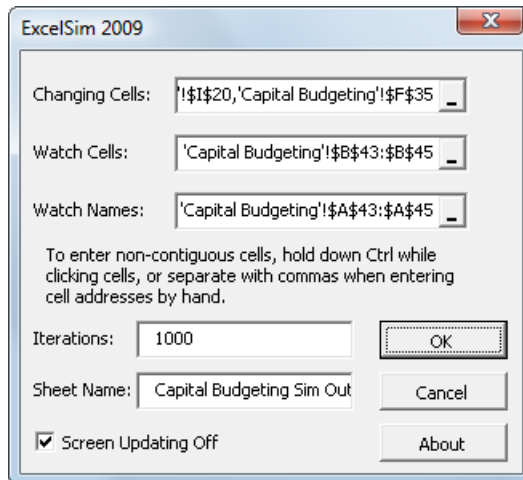 ExcelSim 2009
Changing Cells: '!$I$20,'Capital Budgeting'!$F$35 _
Watch Cells: 'Capital Budgeting'!$B$43:$B$45 _
Watch Names: 'Capital Budgeting'!$A$43:$A$45 _
To enter non-contiguous cells, hold down Ctrl while
clicking cells, or separate with commas when entering
cell addresses by hand.
Iterations: 1000 OK
Sheet Name: Capital Budgeting Sim Out Cancel
Screen Updating Off About